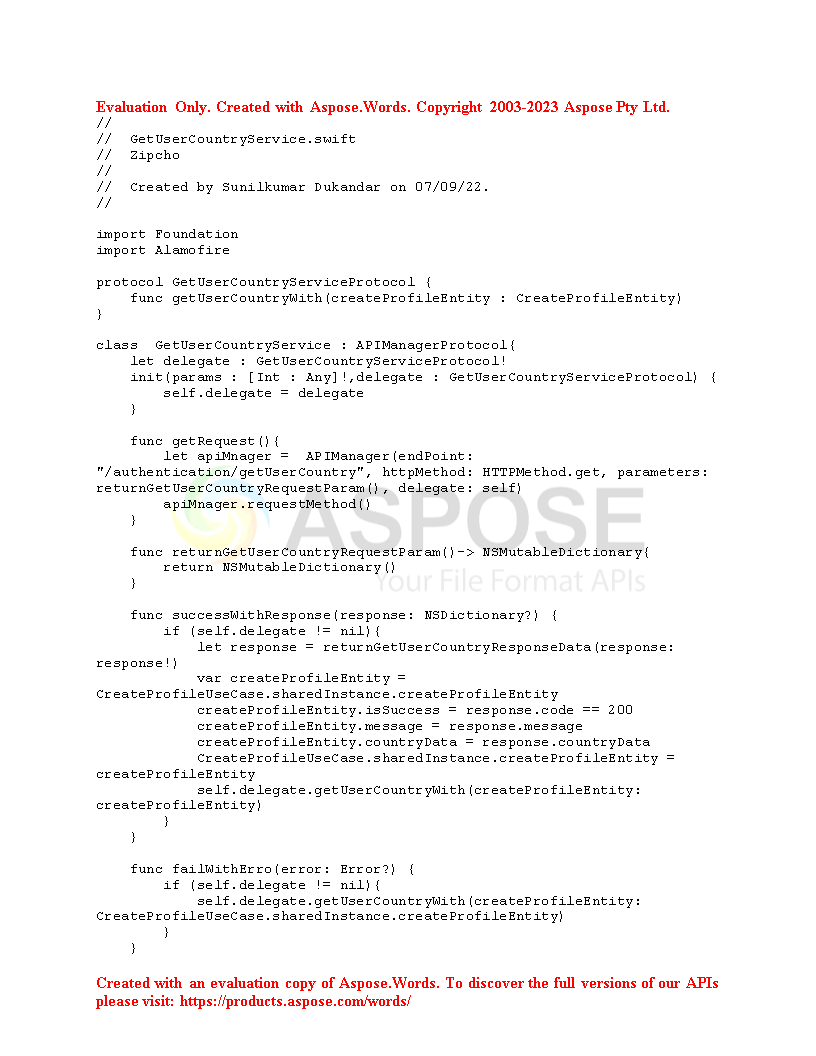 Evaluation Only. Created with Aspose.Words. Copyright 2003-2023 Aspose Pty Ltd.
//
//  GetUserCountryService.swift
//  Zipcho
//
//  Created by Sunilkumar Dukandar on 07/09/22.
//

import Foundation
import Alamofire

protocol GetUserCountryServiceProtocol {
    func getUserCountryWith(createProfileEntity : CreateProfileEntity)
}

class  GetUserCountryService : APIManagerProtocol{
    let delegate : GetUserCountryServiceProtocol!
    init(params : [Int : Any]!,delegate : GetUserCountryServiceProtocol) {
        self.delegate = delegate
    }

    func getRequest(){
        let apiMnager =  APIManager(endPoint:
"/authentication/getUserCountry", httpMethod: HTTPMethod.get, parameters:
returnGetUserCountryRequestParam(), delegate: self)
        apiMnager.requestMethod()
    }

    func returnGetUserCountryRequestParam()-> NSMutableDictionary{
        return NSMutableDictionary()
    }

    func successWithResponse(response: NSDictionary?) {
        if (self.delegate != nil){
            let response = returnGetUserCountryResponseData(response:
response!)
            var createProfileEntity =
CreateProfileUseCase.sharedInstance.createProfileEntity
            createProfileEntity.isSuccess = response.code == 200
            createProfileEntity.message = response.message
            createProfileEntity.countryData = response.countryData
            CreateProfileUseCase.sharedInstance.createProfileEntity =
createProfileEntity
            self.delegate.getUserCountryWith(createProfileEntity:
createProfileEntity)
        }
    }

    func failWithErro(error: Error?) {
        if (self.delegate != nil){
            self.delegate.getUserCountryWith(createProfileEntity:
CreateProfileUseCase.sharedInstance.createProfileEntity)
        }
    }

ASPOSE
Your File Format APIs
Created with an evaluation copy of Aspose.Words. To discover the full versions of our APIs
please visit: https://products.aspose.com/words/